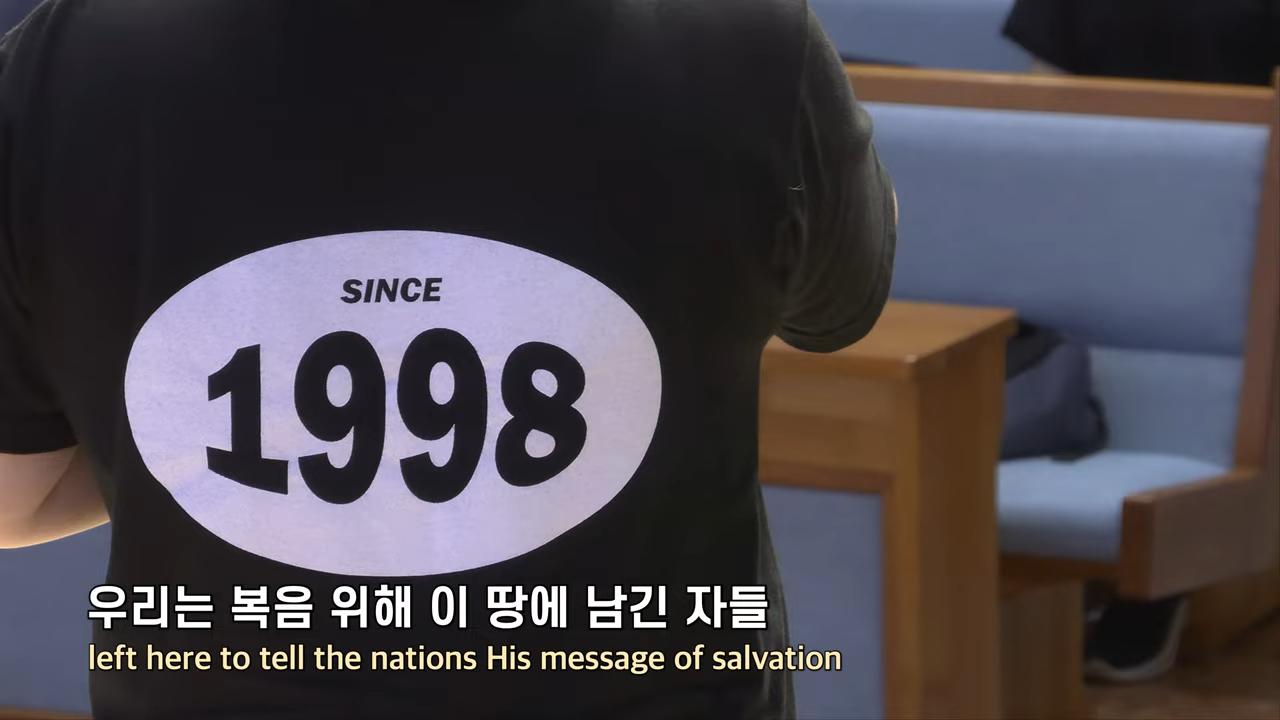 SINCE
1998
우리는 복음 위해 이 땅에 남긴 자들
left here to tell the nations His message of salvation